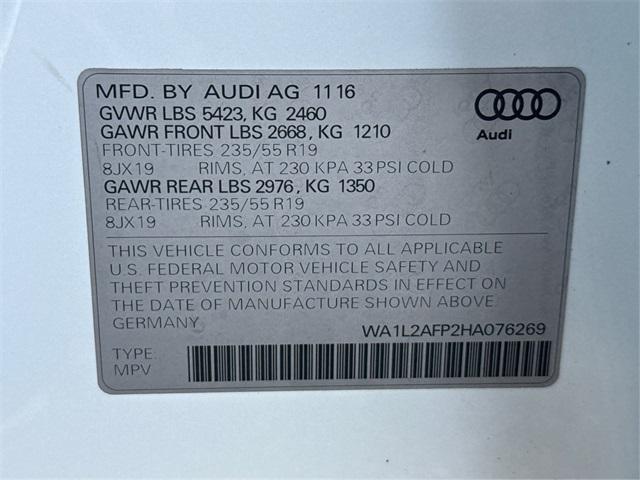 MFD. BY AUDI AG 11 16
GVWR LBS 5423, KG 2460
GAWR FRONT LBS 2668, KG 1210
FRONT-TIRES 235/55 R19
8JX19 RIMS, AT 230 KPA 33 PSI COLD
GAWR REAR LBS 2976, KG 1350
REAR-TIRES 235/55 R19
8JX19 RIMS, AT 230 KPA 33 PSI COLD
Audi
THIS VEHICLE CONFORMS TO ALL APPLICABLE
U.S. FEDERAL MOTOR VEHICLE SAFETY AND
THEFT PREVENTION STANDARDS IN EFFECT ON
THE DATE OF MANUFACTURE SHOWN ABOVE.
GERMANY
WA1L2AFP2HA076269
TYPE:
MPV